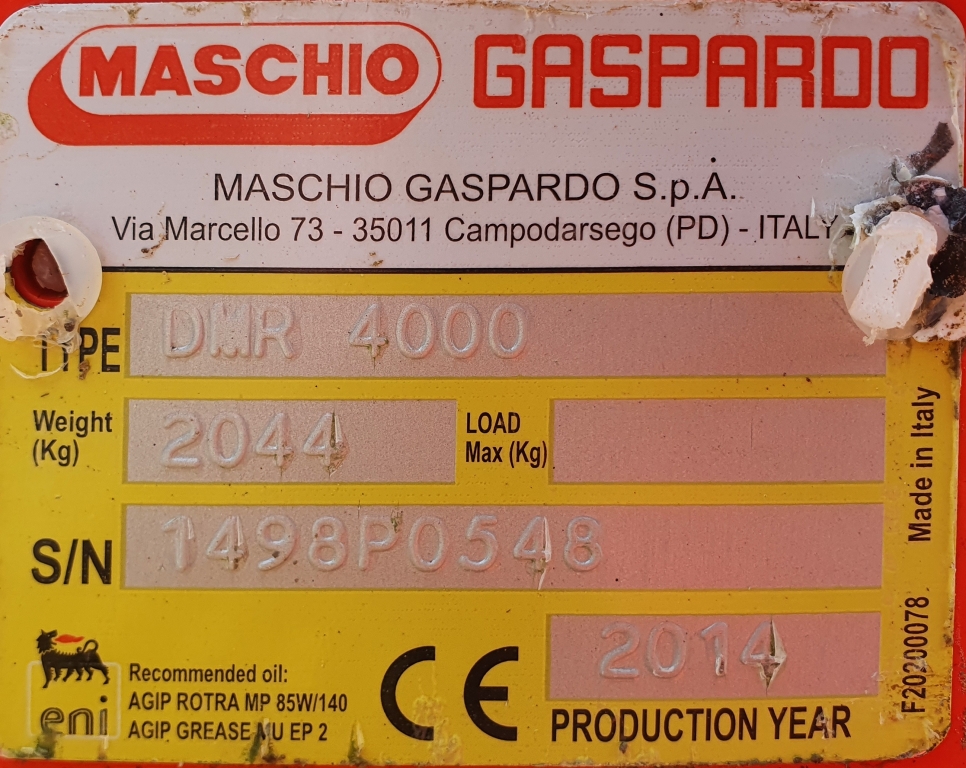 MASCHIO GASPARDO
MASCHIO GASPARDO S.p.A.
Via Marcello 73 - 35011 Campodarsego (PD) - ITALY
TYPE DMR 4000
Weight (Kg) 2044 LOAD Max (Kg)
S/N 1498P0548
eni
Recommended oil:
AGIP ROTRA MP 85W/140
AGIP GREASE MU EP 2
CE
2014
PRODUCTION YEAR
Made in Italy
F20200078